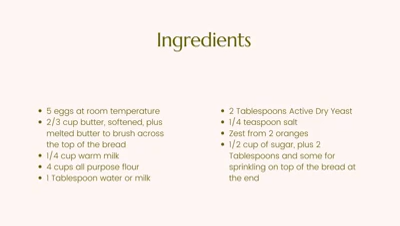 Ingredients
5 eggs at room temperature
2/3 cup butter, softened, plus
melted butter to brush across
the top of the bread
1/4 cup warm milk
4 cups all purpose flour
1 Tablespoon water or milk
2 Tablespoons Active Dry Yeast
1/4 teaspoon salt
Zest from 2 oranges
1/2 cup of sugar, plus 2
Tablespoons and some for
sprinkling on top of the bread at
the end